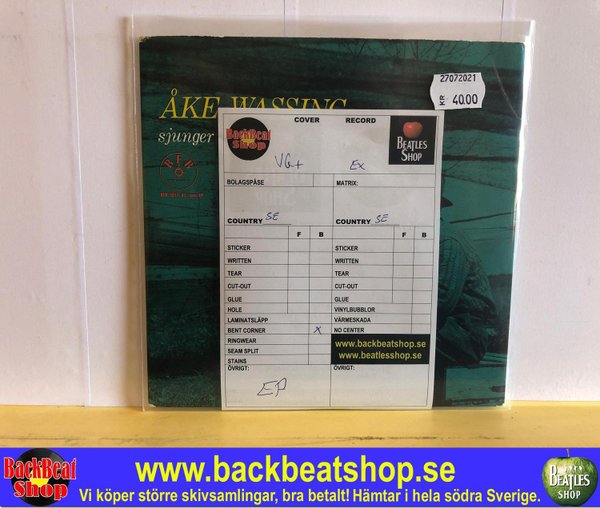 27072021
KR 40.00
ÅKE WASSING
sjunger
BackBeat
Shop
COVER RECORD
BEATLES
SHOP
VG+ Ex
BOLAGSPÅSE MATRIX:
COUNTRY SE COUNTRY SE
F B F B
STICKER STICKER
WRITTEN WRITTEN
TEAR TEAR
CUT-OUT CUT-OUT
GLUE GLUE
HOLE VINYLBUBBLOR
LAMINATSLÄPP VÄRMESKADA
BENT CORNER X NO CENTER
RINGWEAR
SEAM SPLIT
STAINS
www.backbeatshop.se
www.beatlesshop.se
ÖVRIGT: ÖVRIGT:
EP
BackBeat
Shop
www.backbeatshop.se
Vi köper större skivsamlingar, bra betalt! Hämtar i hela södra Sverige.
BEATLES
SHOP